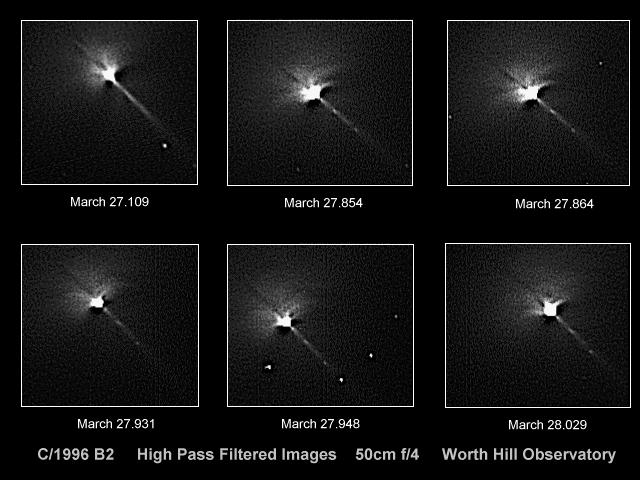 March 27.109
March 27.854
March 27.864
March 27.931
March 27.948
March 28.029
C/1996 B2 High Pass Filtered Images 50cm f/4 Worth Hill Observatory